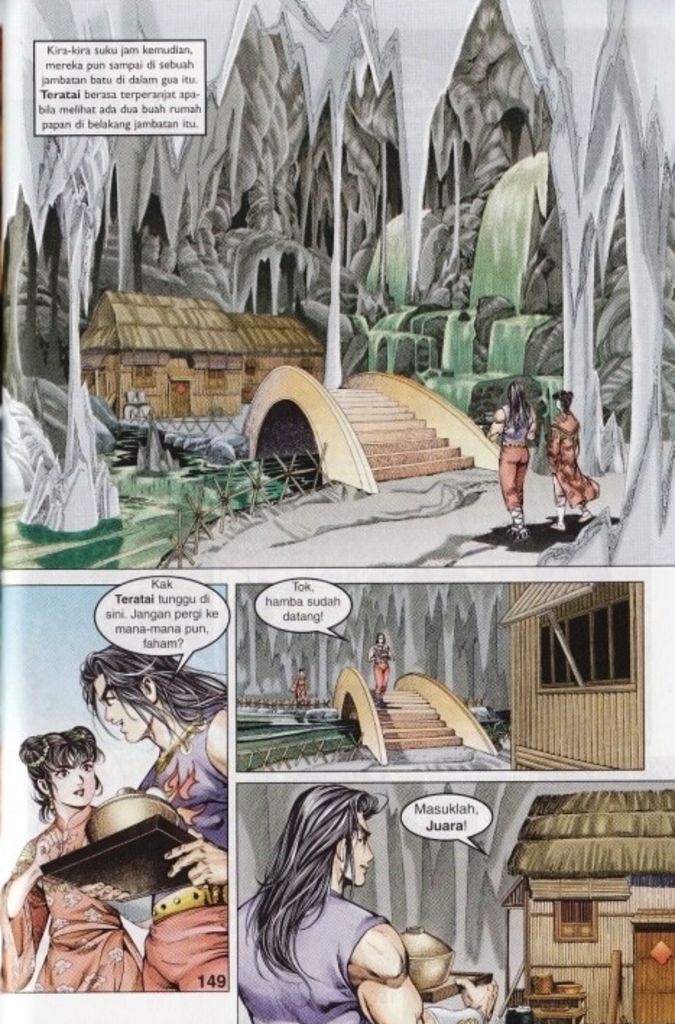 Kira-kira suku jam kemudian,
mereka pun sampai di sebuah
jambatan batu di dalam gua itu.
Teratai berasa terperanjat apa-
bila melihat ada dua buah rumah
papan di belakang jambatan itu.
Kak
Teratai tunggu di
sini. Jangan pergi ke
mana-mana pun,
faham?
149
Tok,
hamba sudah
datang!
Masuklah,
Juara!